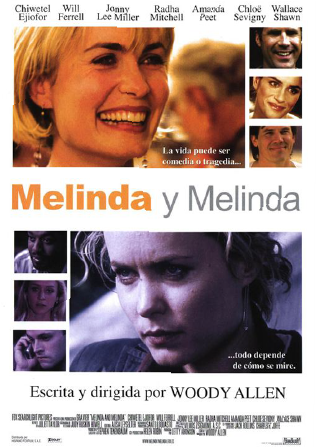 Chiwetel Will Jonny Radha Amanda Chloë Wallace
Ejiofor Ferrell Lee Miller Mitchell Peet Sevigny Shawn
La vida puede ser
comedia o tragedia...
Melinda y Melinda
...todo depende
de cómo se mire.
Escrita y dirigida por WOODY ALLEN